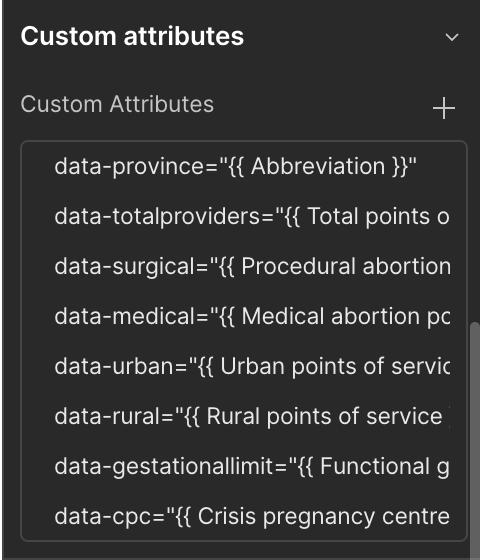 Custom attributes
Custom Attributes
data-province="{{ Abbreviation }}"
data-totalproviders="{{ Total points o
data-surgical="{{ Procedural abortion
data-medical="{{ Medical abortion po
data-urban="{{ Urban points of servic
data-rural="{{ Rural points of service
data-gestationallimit="{{ Functional g
data-cpc="{{ Crisis pregnancy centre